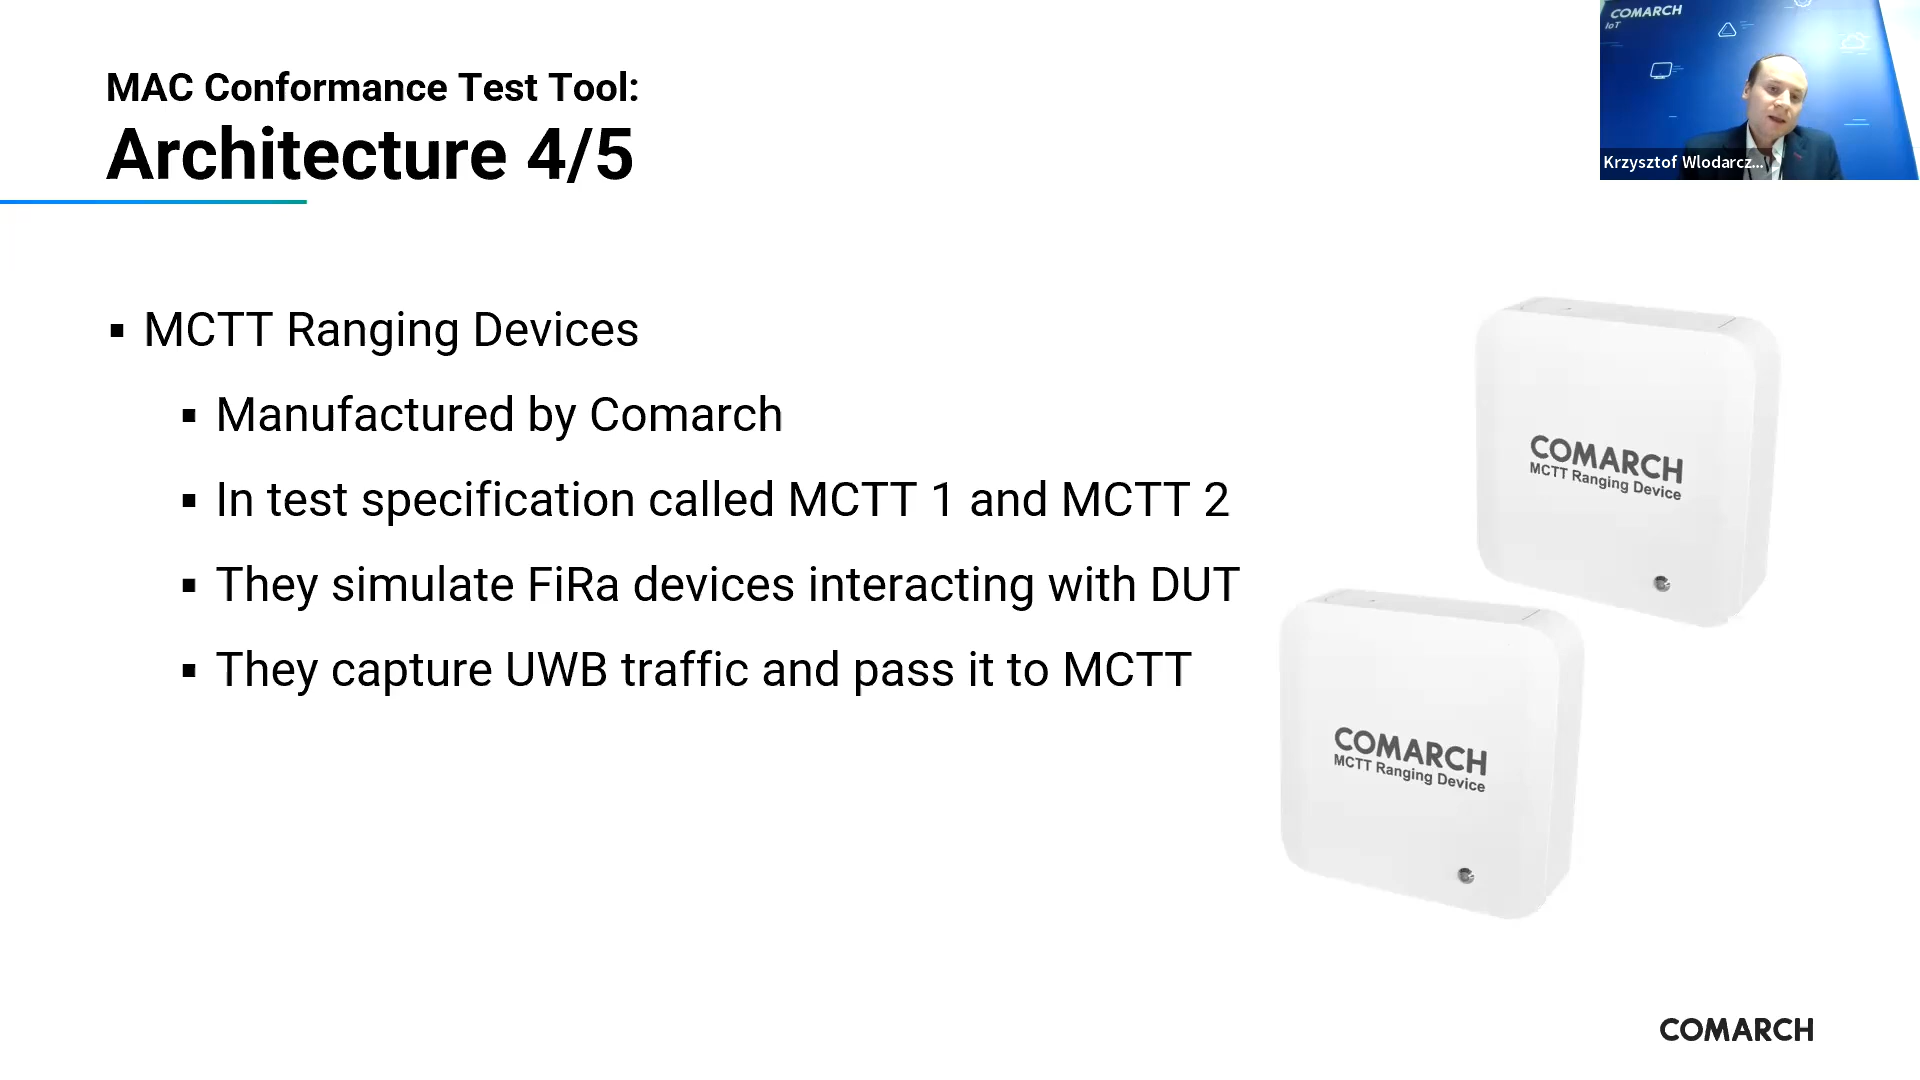 MAC Conformance Test Tool:
Architecture 4/5
COMARCH
IoT
Krzysztof Wlodarcz...
▪ MCTT Ranging Devices
▪ Manufactured by Comarch
▪ In test specification called MCTT 1 and MCTT 2
▪ They simulate FiRa devices interacting with DUT
▪ They capture UWB traffic and pass it to MCTT
COMARCH
MCTT Ranging Device
COMARCH
MCTT Ranging Device
COMARCH